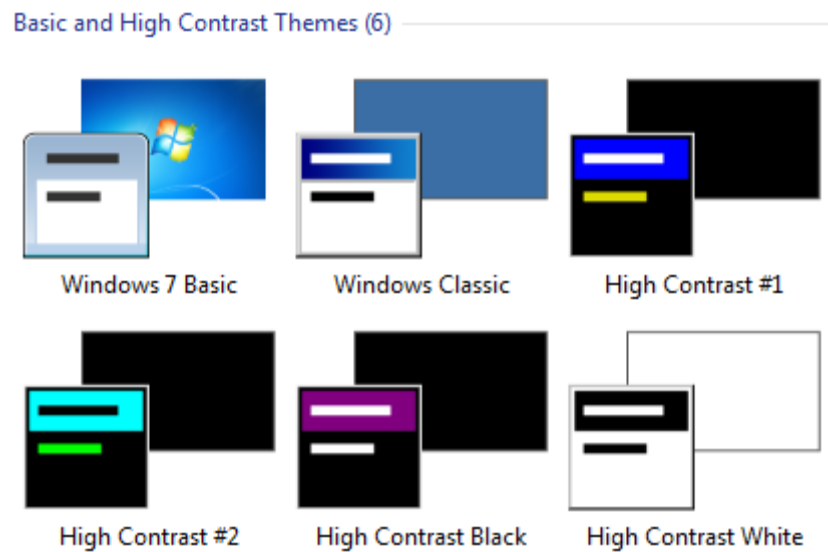 Basic and High Contrast Themes (6)
Windows 7 Basic
Windows Classic
High Contrast #1
High Contrast #2
High Contrast Black
High Contrast White